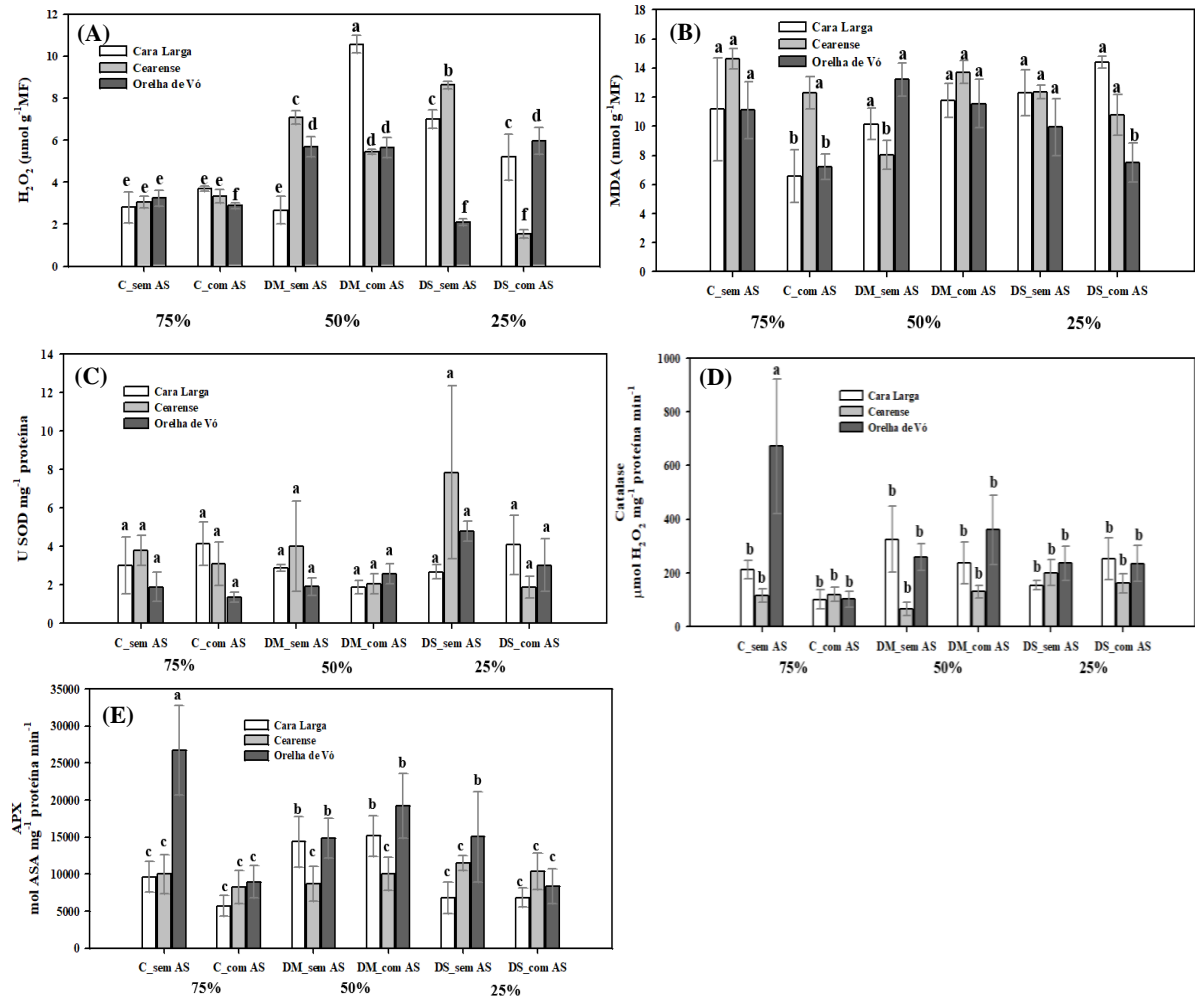 (A)
H₂O₂ (µmol g⁻¹MF)
12
10
8
6
4
2
0
Cara Larga
Cearense
Orelha de Vó
e e e
e e f
e c d
a d d
c b f
c f d
C_sem AS C_com AS DM_sem AS DM_com AS DS_sem AS DS_com AS
75% 50% 25%
(B)
MDA (nmol g⁻¹MF)
18
16
14
12
10
8
6
4
2
0
Cara Larga
Cearense
Orelha de Vó
a a a
b a b
a b a
a a a
a a a
a a b
C_sem AS C_com AS DM_sem AS DM_com AS DS_sem AS DS_com AS
75% 50% 25%
(C)
U SOD mg⁻¹ proteína
14
12
10
8
6
4
2
0
Cara Larga
Cearense
Orelha de Vó
a a a
a a a
a a a
a a a
a a a
a a a
C_sem AS C_com AS DM_sem AS DM_com AS DS_sem AS DS_com AS
75% 50% 25%
(D)
Catalase
µmol H₂O₂ mg⁻¹ proteína min⁻¹
1000
800
600
400
200
0
Cara Larga
Cearense
Orelha de Vó
b b a
b b b
b b b
b b b
b b b
b b b
C_sem AS C_com AS DM_sem AS DM_com AS DS_sem AS DS_com AS
75% 50% 25%
(E)
APX
mol ASA mg⁻¹ proteína min⁻¹
35000
30000
25000
20000
15000
10000
5000
0
Cara Larga
Cearense
Orelha de Vó
c c a
c c c
b c b
b c b
c c b
c c c
C_sem AS C_com AS DM_sem AS DM_com AS DS_sem AS DS_com AS
75% 50% 25%